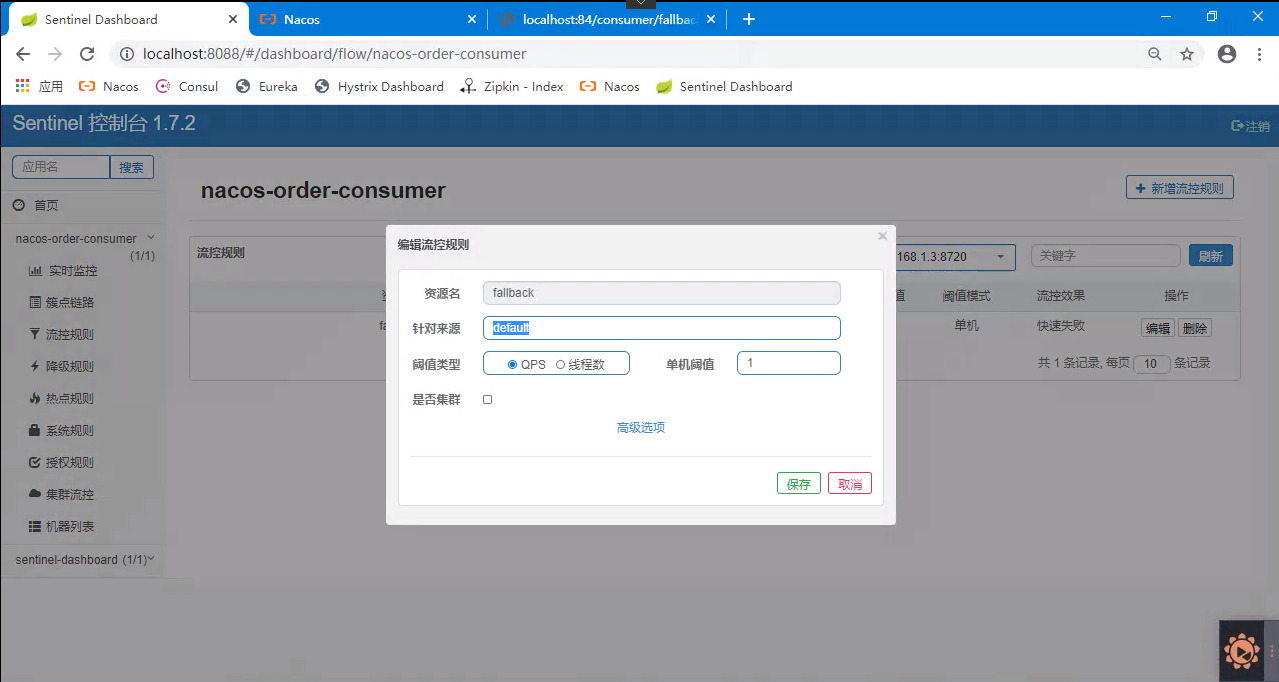 Sentinel Dashboard
Nacos
localhost:84/consumer/fallbac
localhost:8088/#/dashboard/flow/nacos-order-consumer
应用 Nacos Consul Eureka Hystrix Dashboard Zipkin - Index Nacos Sentinel Dashboard
Sentinel 控制台 1.7.2
注销
应用名 搜索
nacos-order-consumer
新增流控规则
首页
nacos-order-consumer
(1/1)
实时监控
簇点链路
流控规则
降级规则
热点规则
系统规则
授权规则
集群流控
机器列表
sentinel-dashboard (1/1)
流控规则
168.1.3:8720
关键字
刷新
值 阈值模式 流控效果 操作
单机 快速失败 编辑 删除
共 1 条记录, 每页 10 条记录
编辑流控规则
资源名 fallback
针对来源 default
阈值类型 QPS 线程数 单机阈值 1
是否集群
高级选项
保存 取消